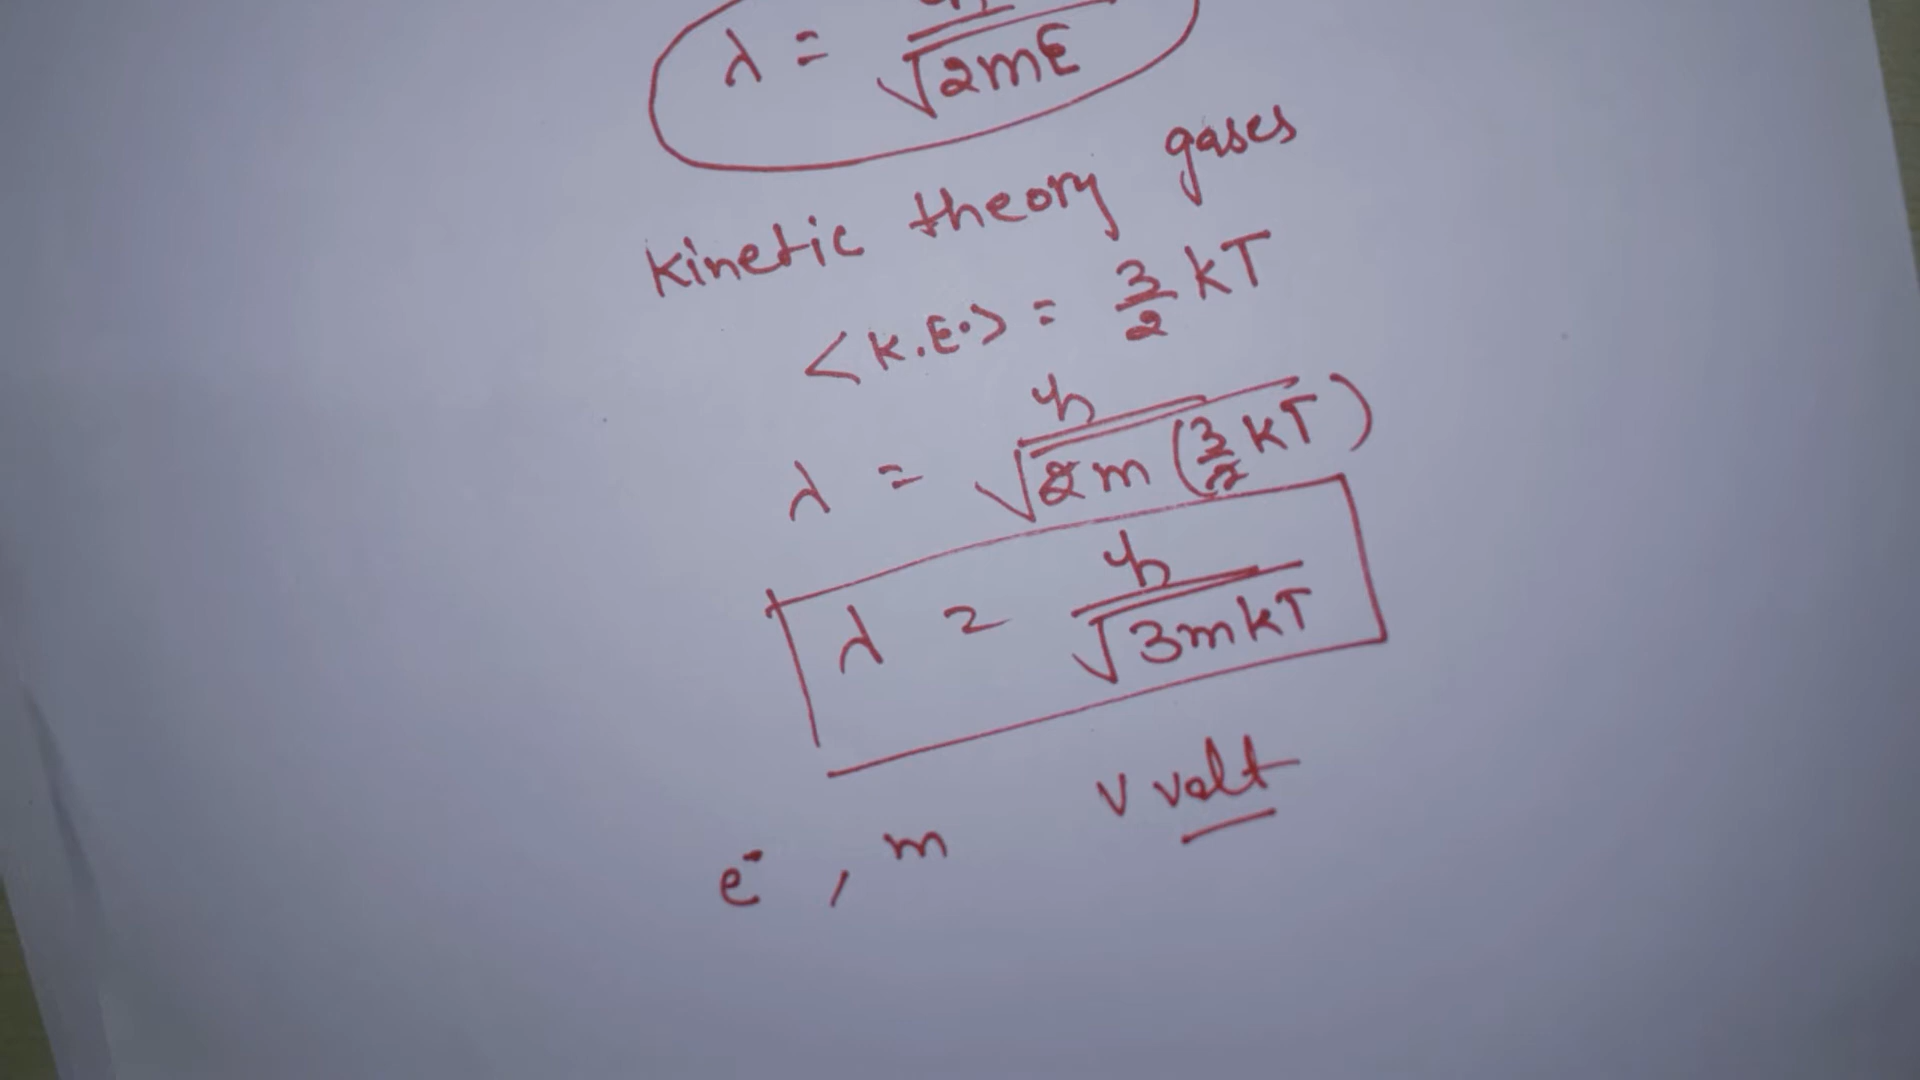 λ = h/√2mE
Kinetic theory gases
<K.E.> = 3/2 kT
λ = h/√2m(3/2 kT)
λ = h/√3mkT
V volt
e⁻, m